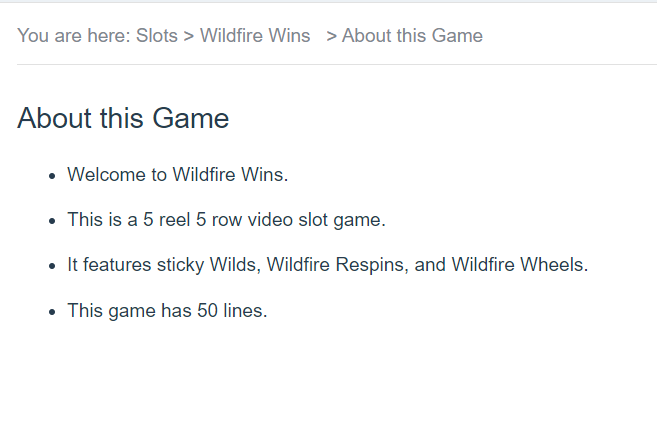 You are here: Slots > Wildfire Wins > About this Game
About this Game
• Welcome to Wildfire Wins.
• This is a 5 reel 5 row video slot game.
• It features sticky Wilds, Wildfire Respins, and Wildfire Wheels.
• This game has 50 lines.